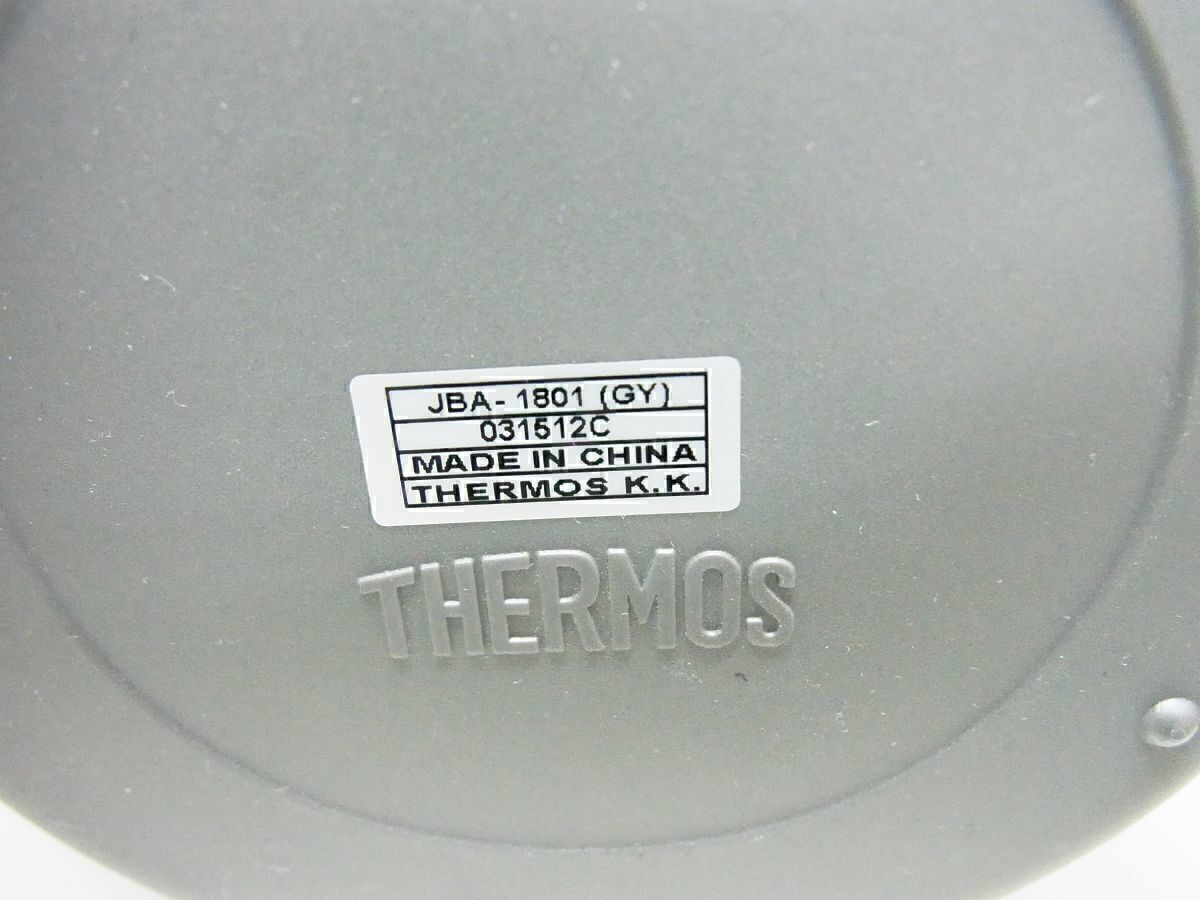 JBA-1801 (GY)
031512C
MADE IN CHINA
THERMOS K.K.
THERMOS